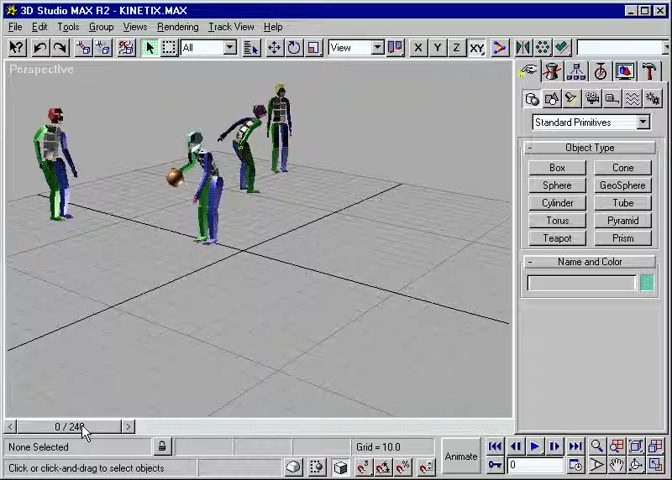 3D Studio MAX R2 - KINETIX.MAX
File Edit Tools Group Views Rendering Track View Help
All View X Y Z XY
Perspective
Standard Primitives
- Object Type
Box Cone
Sphere GeoSphere
Cylinder Tube
Torus Pyramid
Teapot Prism
- Name and Color
< 0 / 240 >
None Selected Grid = 10.0 Animate
Click or click-and-drag to select objects 0